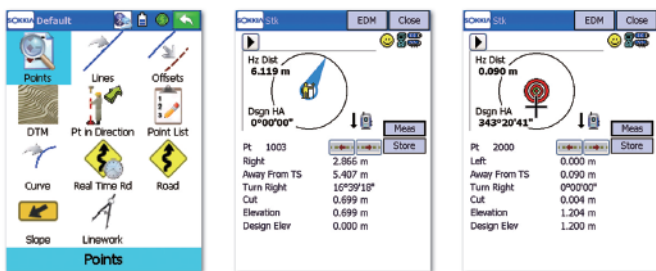 SOKKIA Default
Points Lines Offsets
DTM Pt in Direction Point List
Curve Real Time Rd Road
Slope Linework
Points
SOKKIA Stk EDM Close
Hz Dist
6.119 m
Dsgn HA
0°00'00"
Meas
Pt 1003 Store
Right 2.866 m
Away From TS 5.407 m
Turn Right 16°39'18"
Cut 0.699 m
Elevation 0.699 m
Design Elev 0.000 m
SOKKIA Stk EDM Close
Hz Dist
0.090 m
Dsgn HA
343°20'41"
Meas
Pt 2000 Store
Left 0.000 m
Away From TS 0.090 m
Turn Right 0°00'00"
Cut 0.004 m
Elevation 1.204 m
Design Elev 1.200 m